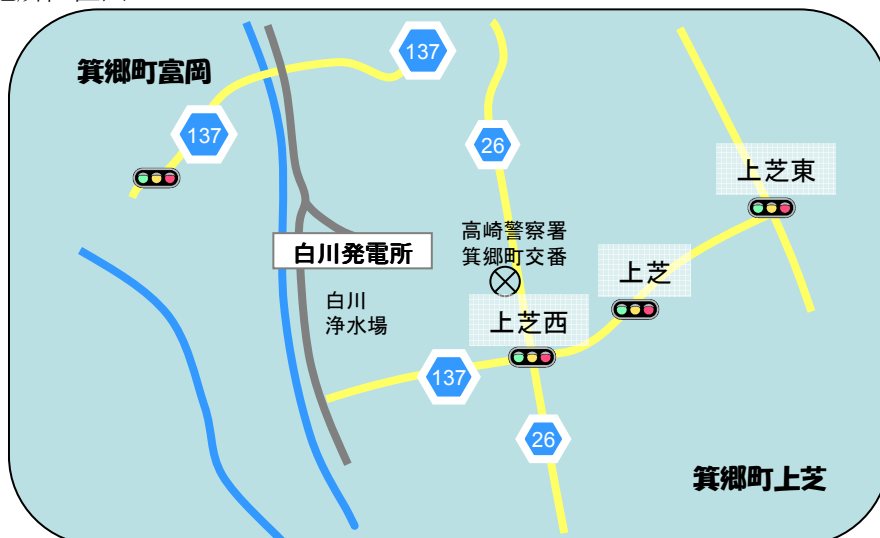 137
箕郷町富岡
137
26
上芝東
高崎警察署
箕郷町交番
白川発電所
上芝
白川
浄水場
上芝西
137
26
箕郷町上芝